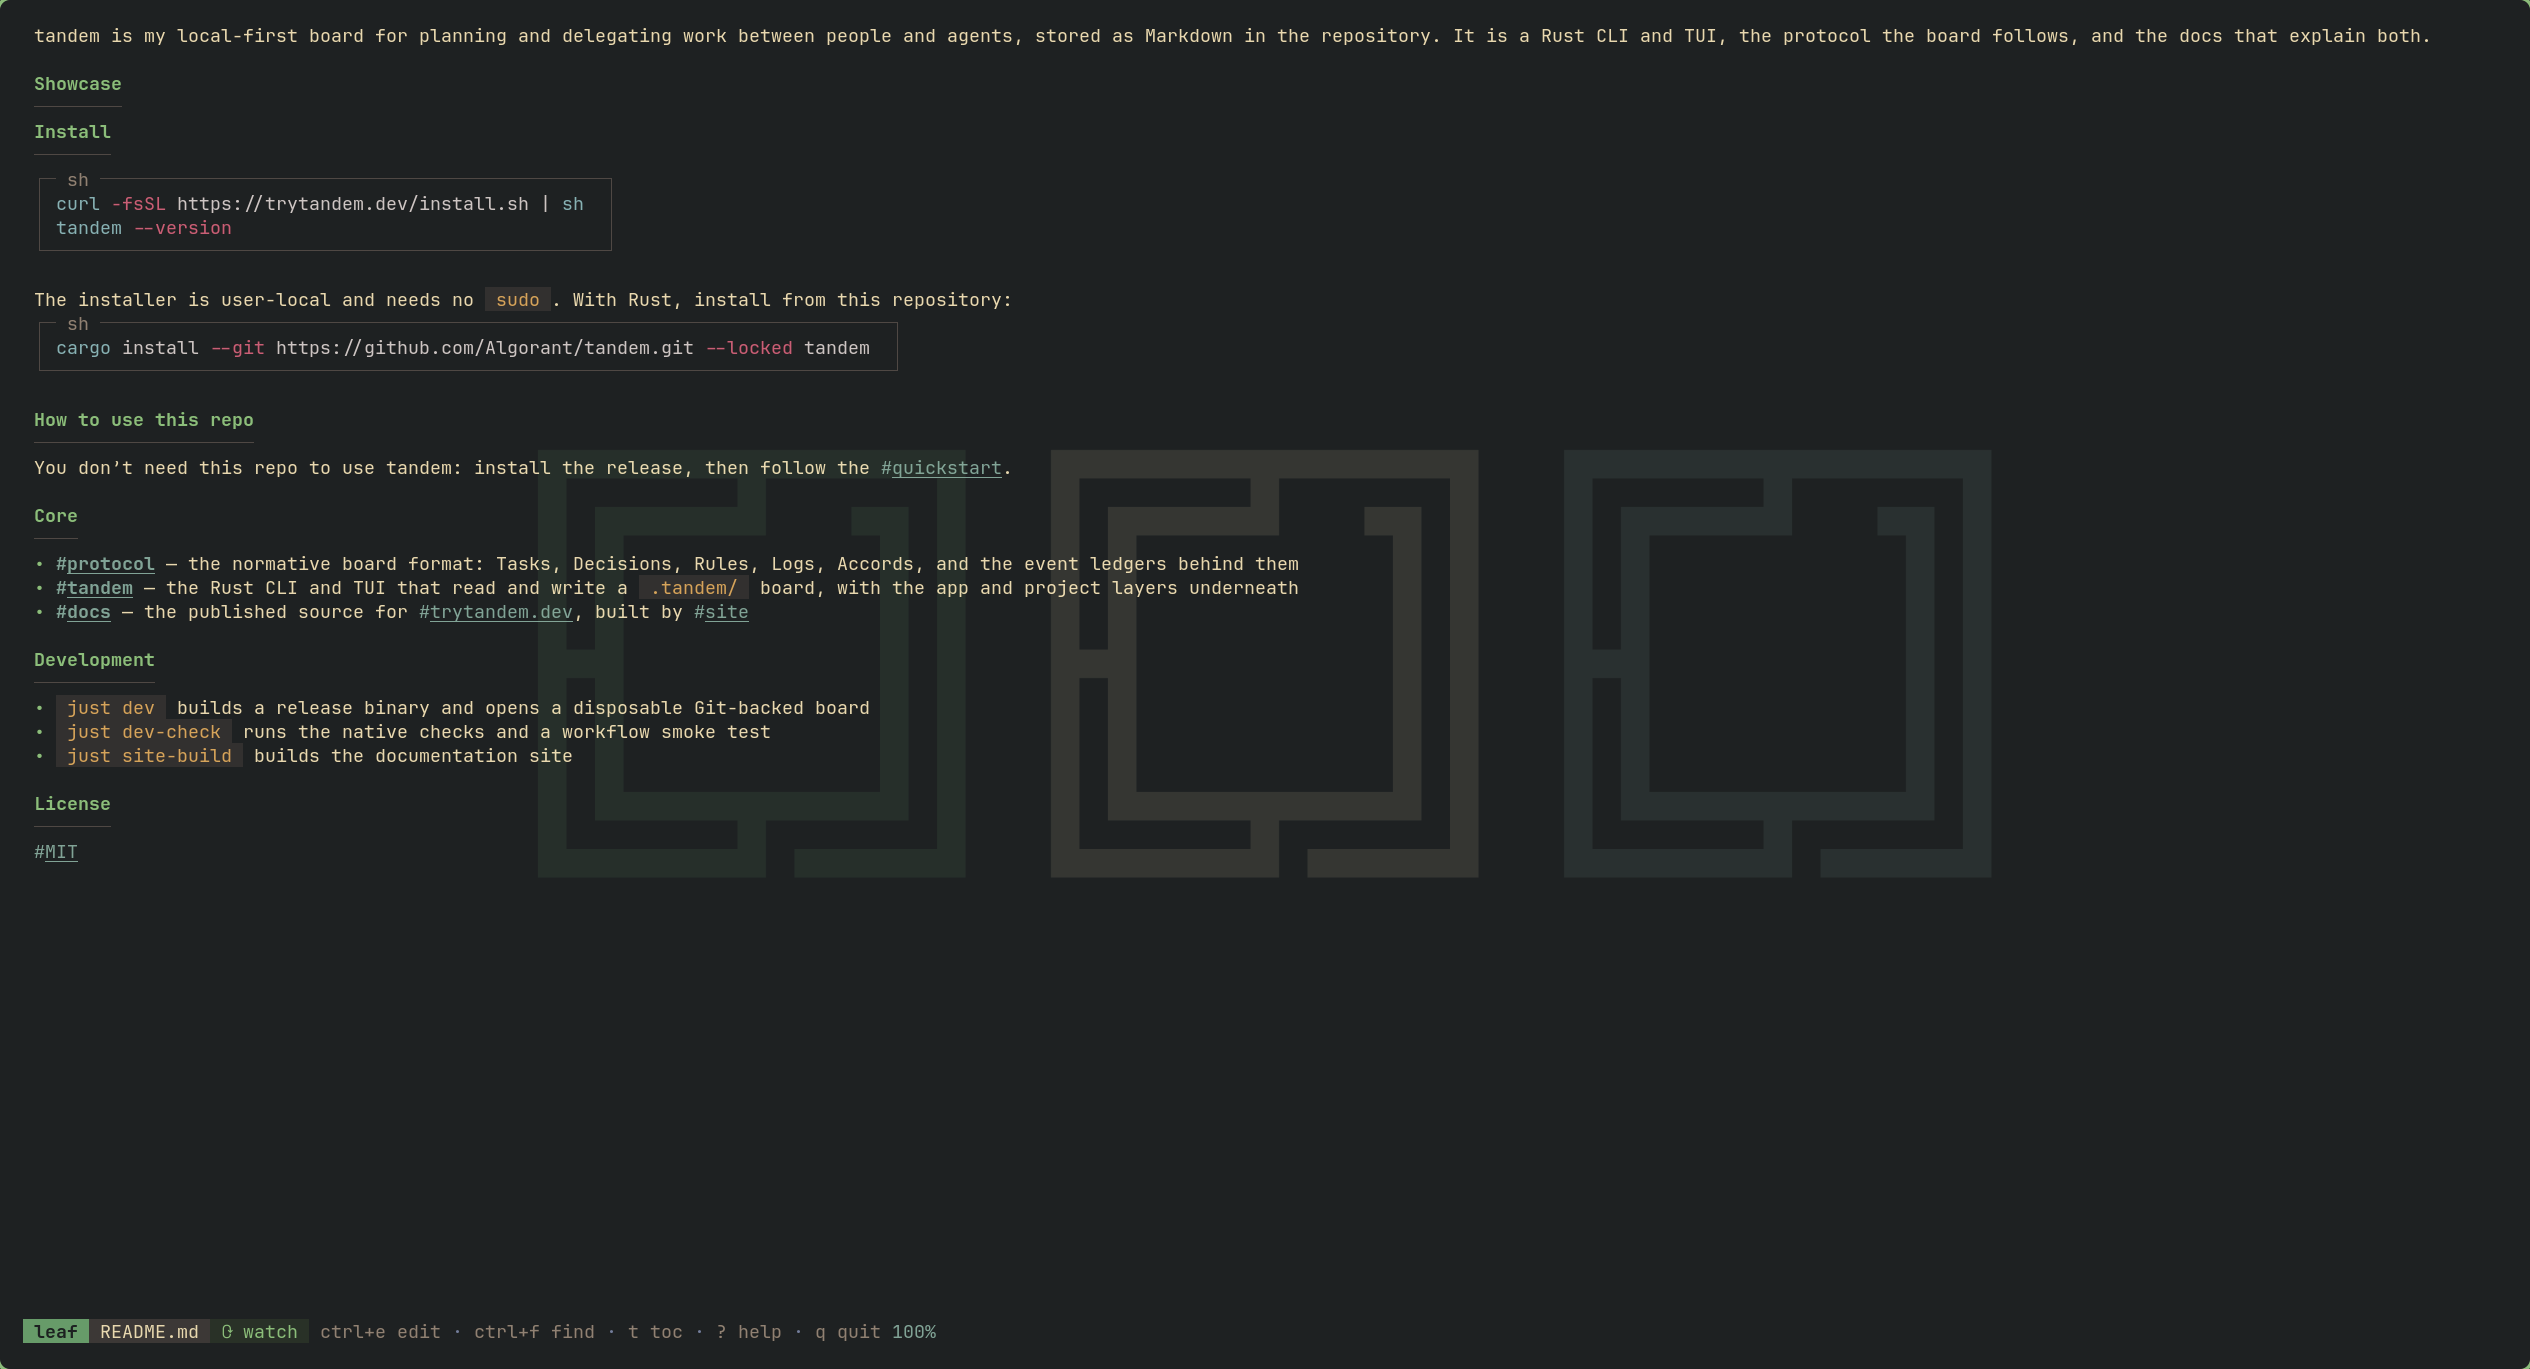 tandem is my local-first board for planning and delegating work between people and agents, stored as Markdown in the repository. It is a Rust CLI and TUI, the protocol the board follows, and the docs that explain both.
Showcase
Install
sh
curl -fsSL https://trytandem.dev/install.sh | sh
tandem --version
The installer is user-local and needs no sudo . With Rust, install from this repository:
sh
cargo install --git https://github.com/Algorant/tandem.git --locked tandem
How to use this repo
You don’t need this repo to use tandem: install the release, then follow the #quickstart.
Core
• #protocol — the normative board format: Tasks, Decisions, Rules, Logs, Accords, and the event ledgers behind them
• #tandem — the Rust CLI and TUI that read and write a .tandem/ board, with the app and project layers underneath
• #docs — the published source for #trytandem.dev, built by #site
Development
• just dev builds a release binary and opens a disposable Git-backed board
• just dev-check runs the native checks and a workflow smoke test
• just site-build builds the documentation site
License
#MIT
leaf README.md watch ctrl+e edit · ctrl+f find · t toc · ? help · q quit 100%